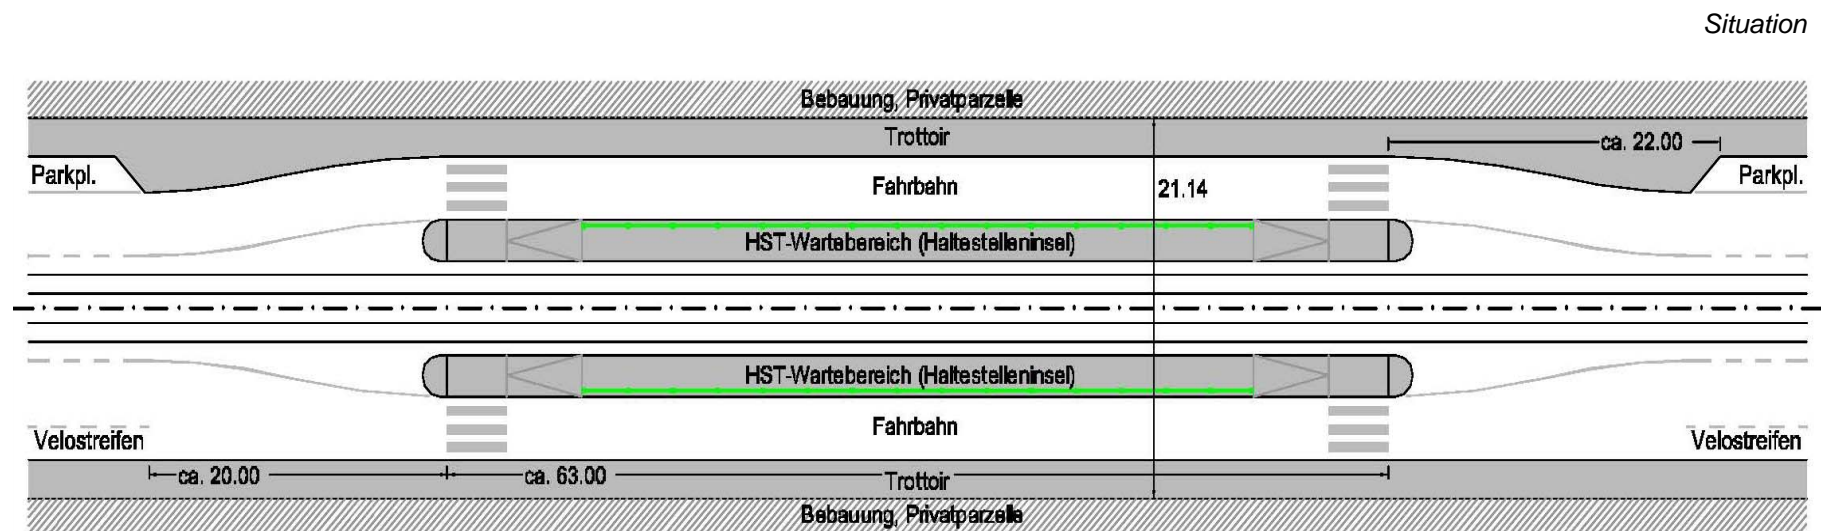 Situation
Bebauung, Privatparzelle
Trottoir
ca. 22.00
Parkpl.
Fahrbahn
21.14
Parkpl.
HST-Wartebereich (Haltestelleninsel)
HST-Wartebereich (Haltestelleninsel)
Fahrbahn
Velostreifen
Velostreifen
ca. 20.00
ca. 63.00
Trottoir
Bebauung, Privatparzelle